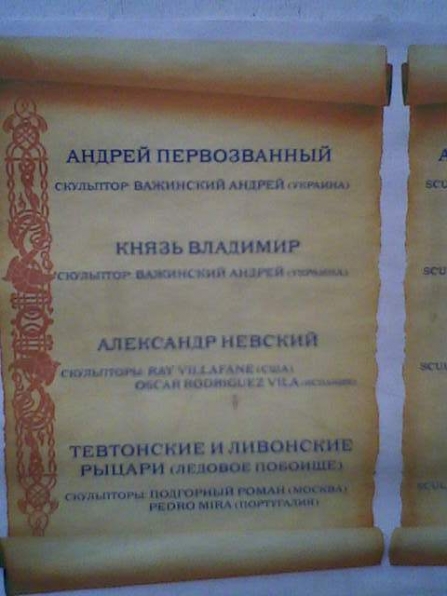 АНДРЕЙ ПЕРВОЗВАННЫЙ
СКУЛЬПТОР: ВАЖИНСКИЙ АНДРЕЙ (УКРАИНА)
КНЯЗЬ ВЛАДИМИР
СКУЛЬПТОР: ВАЖИНСКИЙ АНДРЕЙ (УКРАИНА)
АЛЕКСАНДР НЕВСКИЙ
СКУЛЬПТОРЫ: RAY VILLAFANE (США)
OSCAR RODRIGUEZ VILA (ИСПАНИЯ)
ТЕВТОНСКИЕ И ЛИВОНСКИЕ
РЫЦАРИ (ЛЕДОВОЕ ПОБОИЩЕ)
СКУЛЬПТОРЫ: ПОДГОРНЫЙ РОМАН (МОСКВА)
PEDRO MIRA (ПОРТУГАЛИЯ)